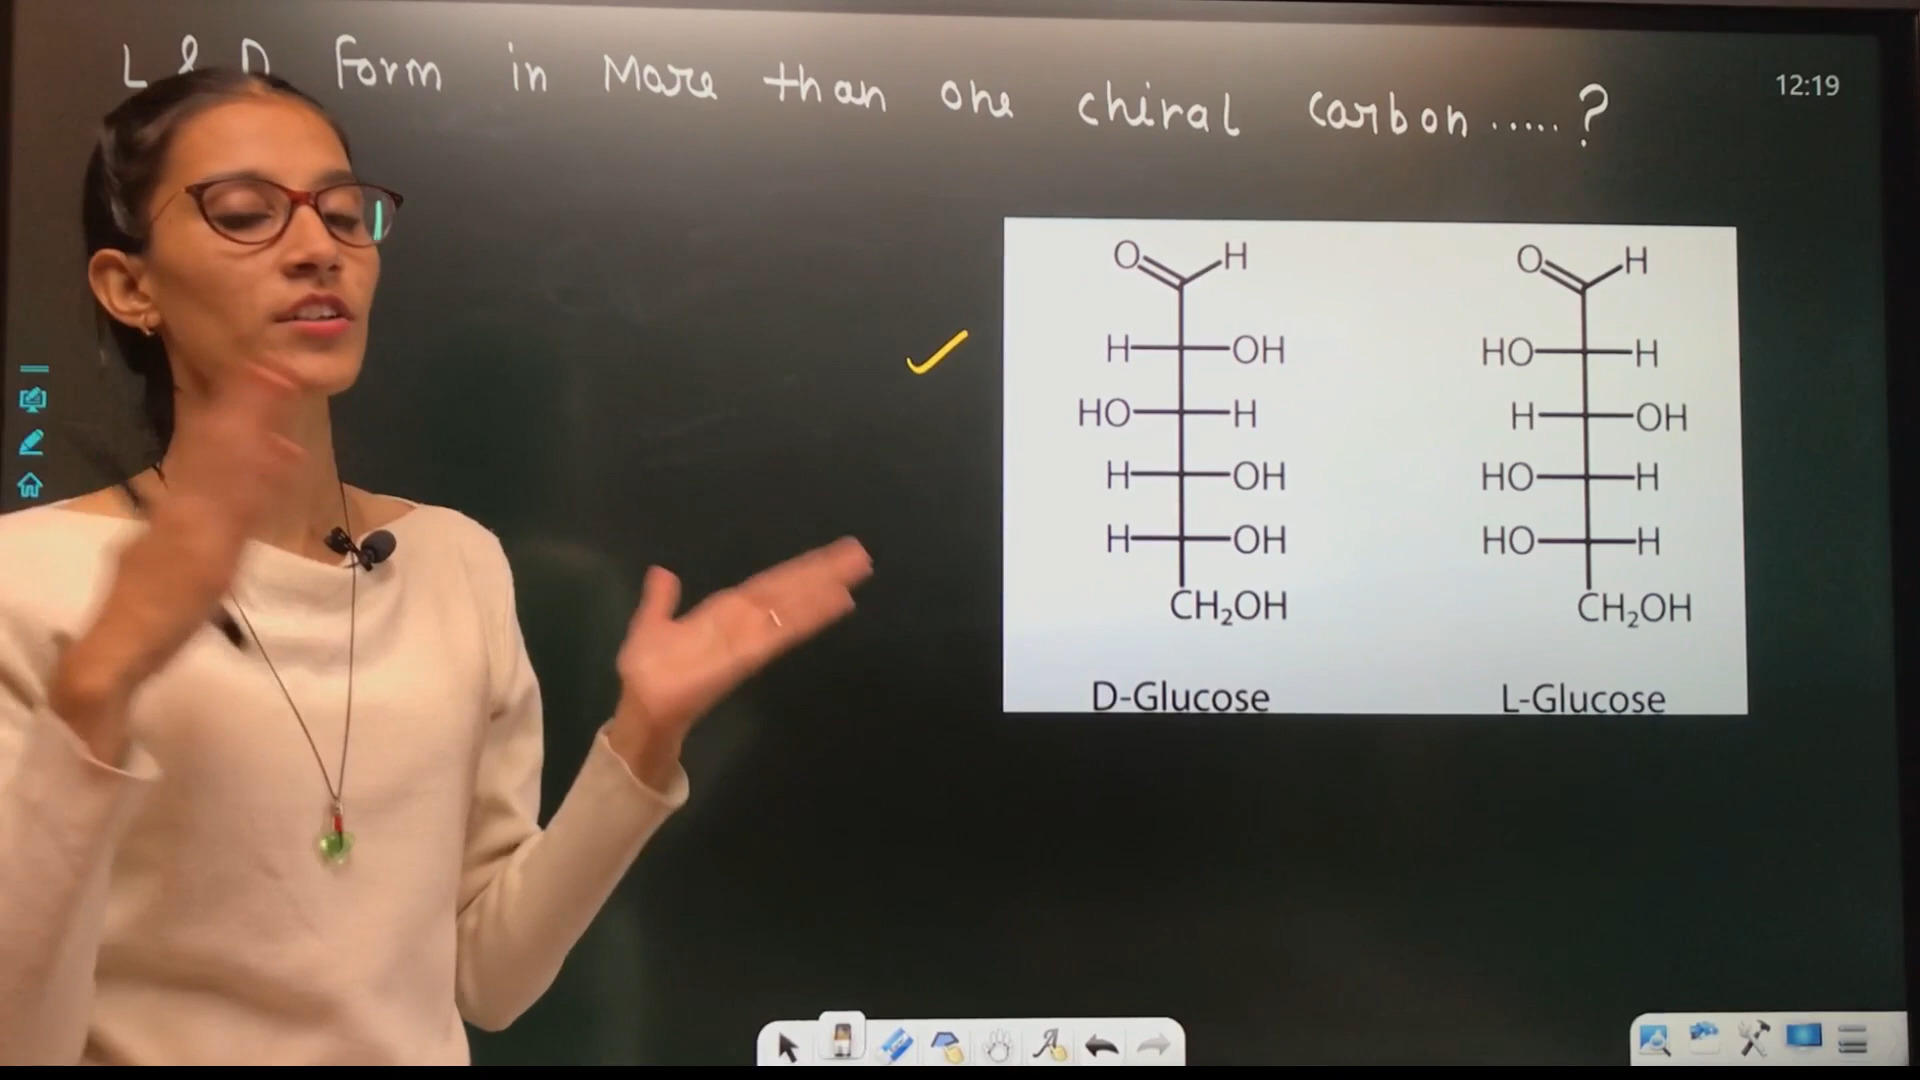 L & D form in More than one chiral carbon.....?
12:19
O H O H
H OH HO H
HO H H OH
H OH HO H
H OH HO H
CH₂OH CH₂OH
D-Glucose L-Glucose